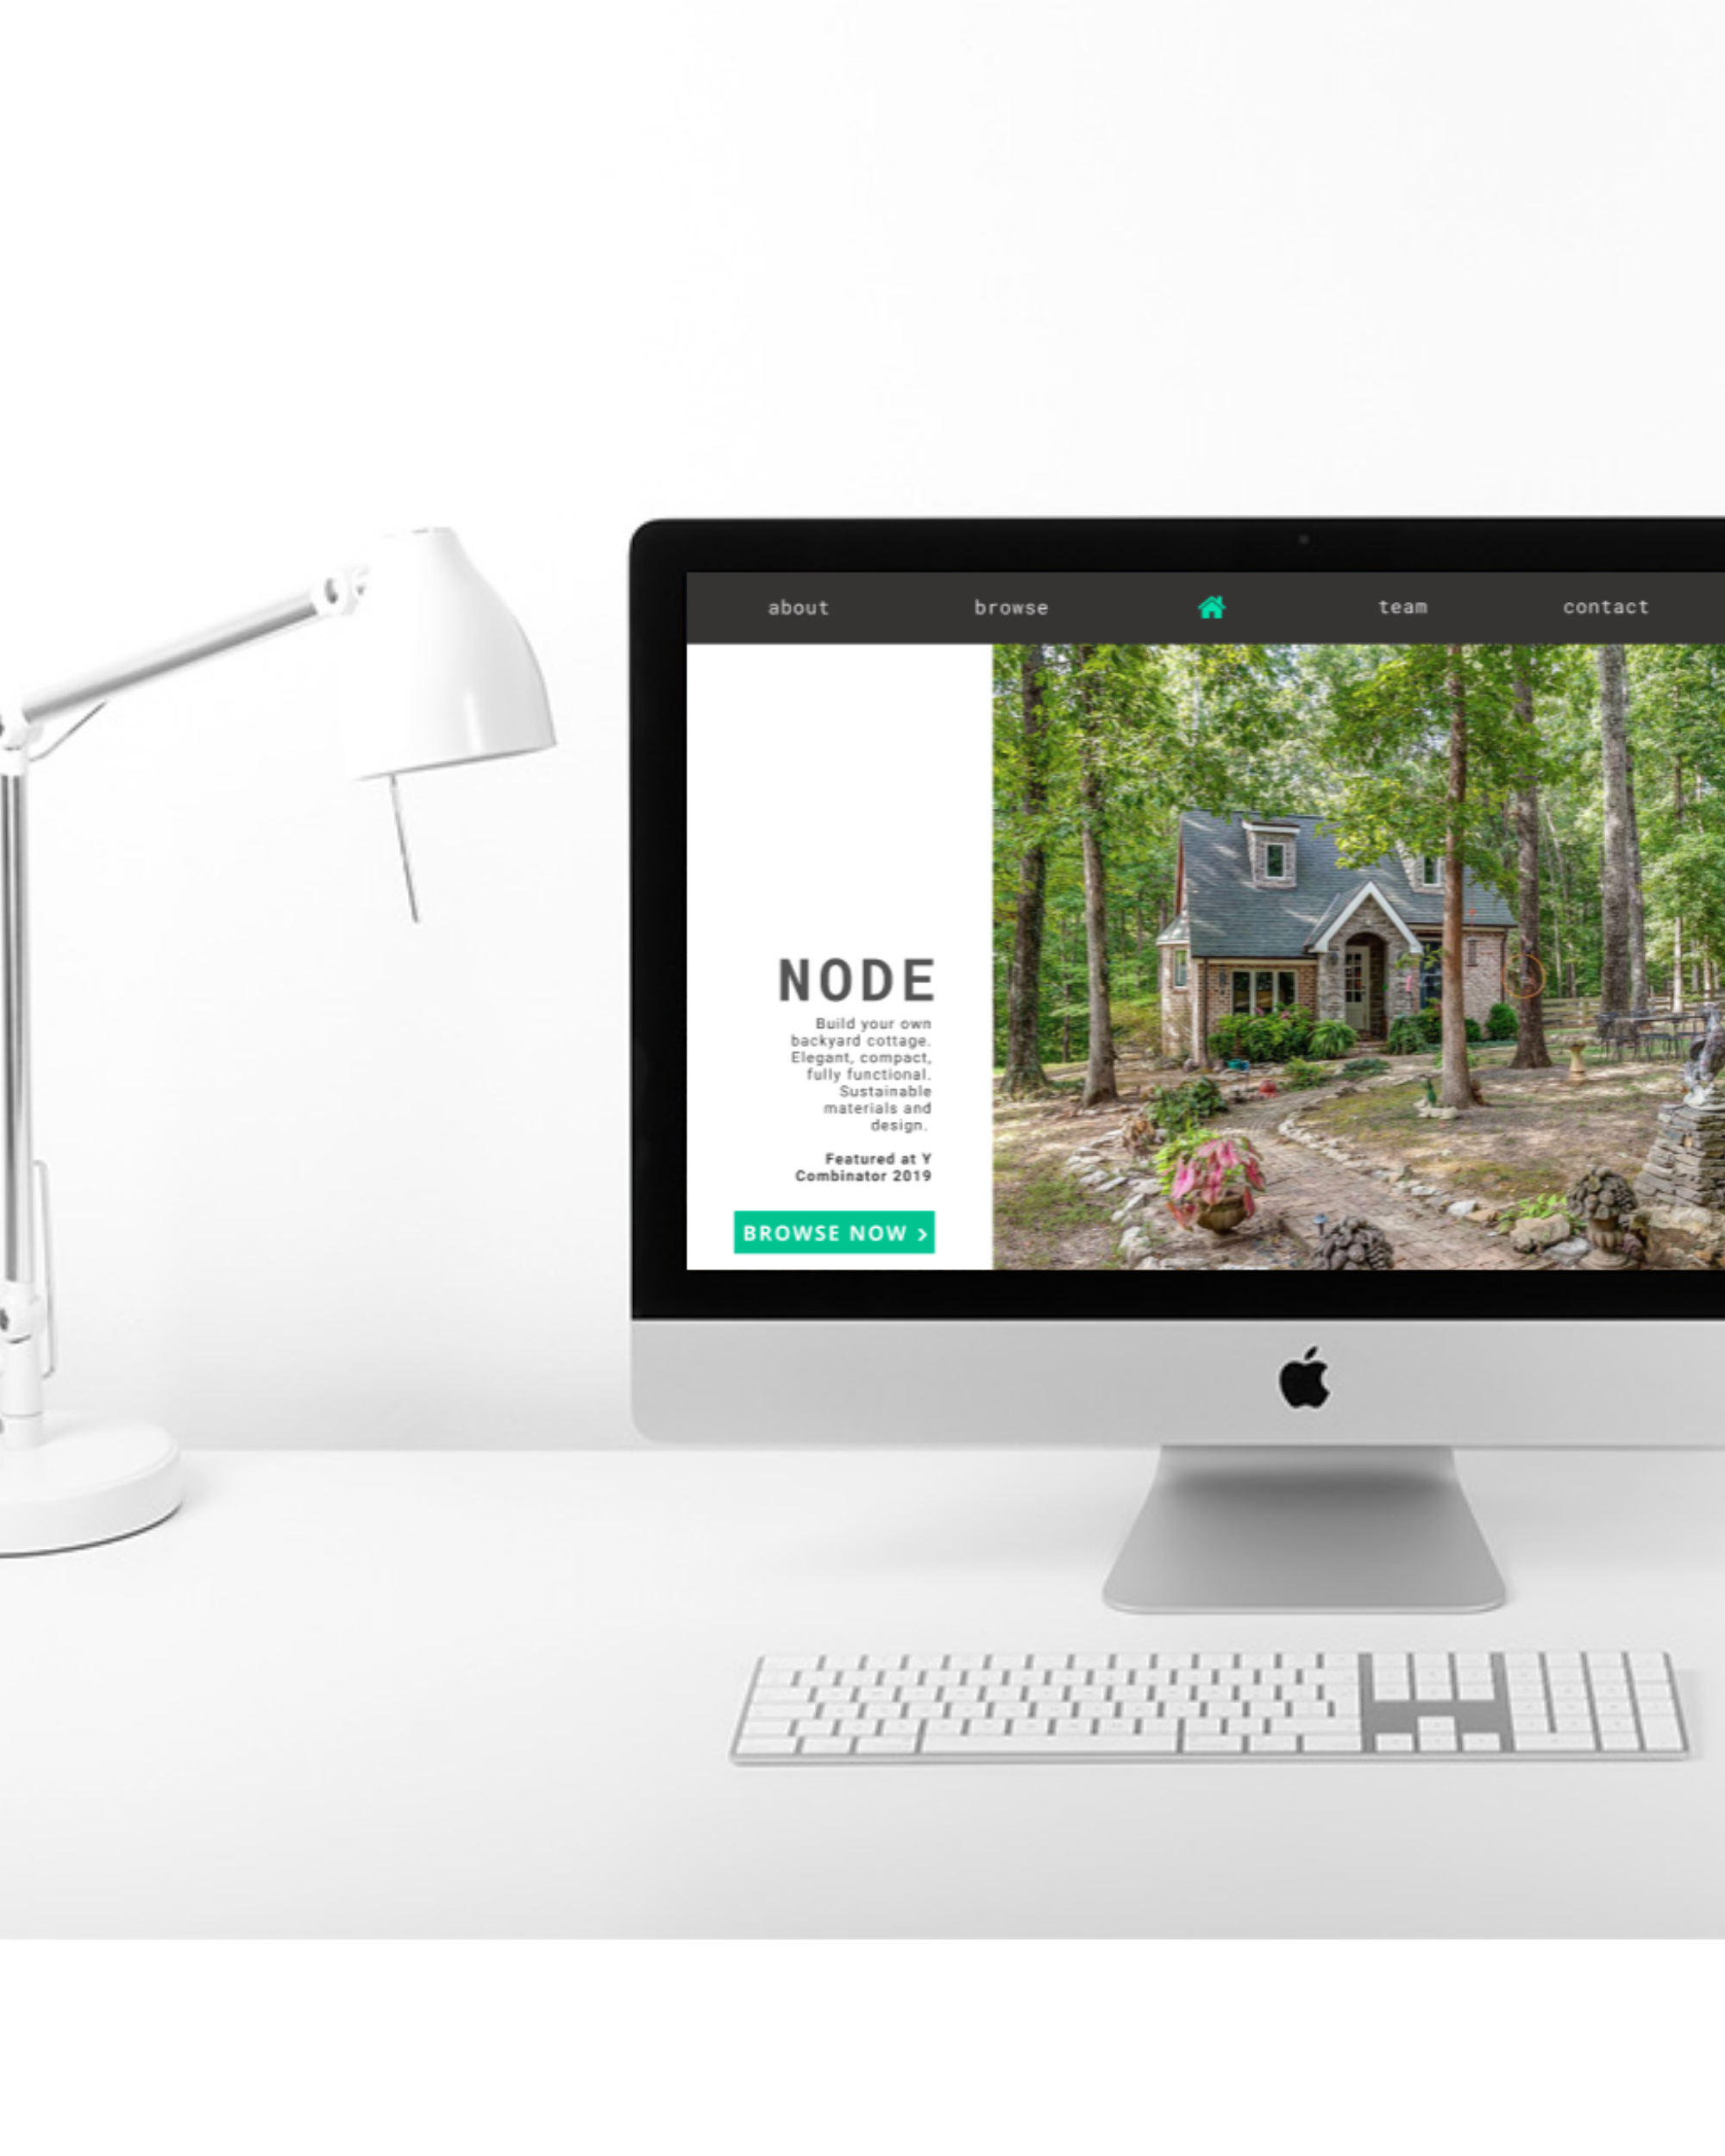 about browse team contact
NODE
Build your own
backyard cottage.
Elegant, compact,
fully functional.
Sustainable
materials and
design.
Featured at Y
Combinator 2019
BROWSE NOW >